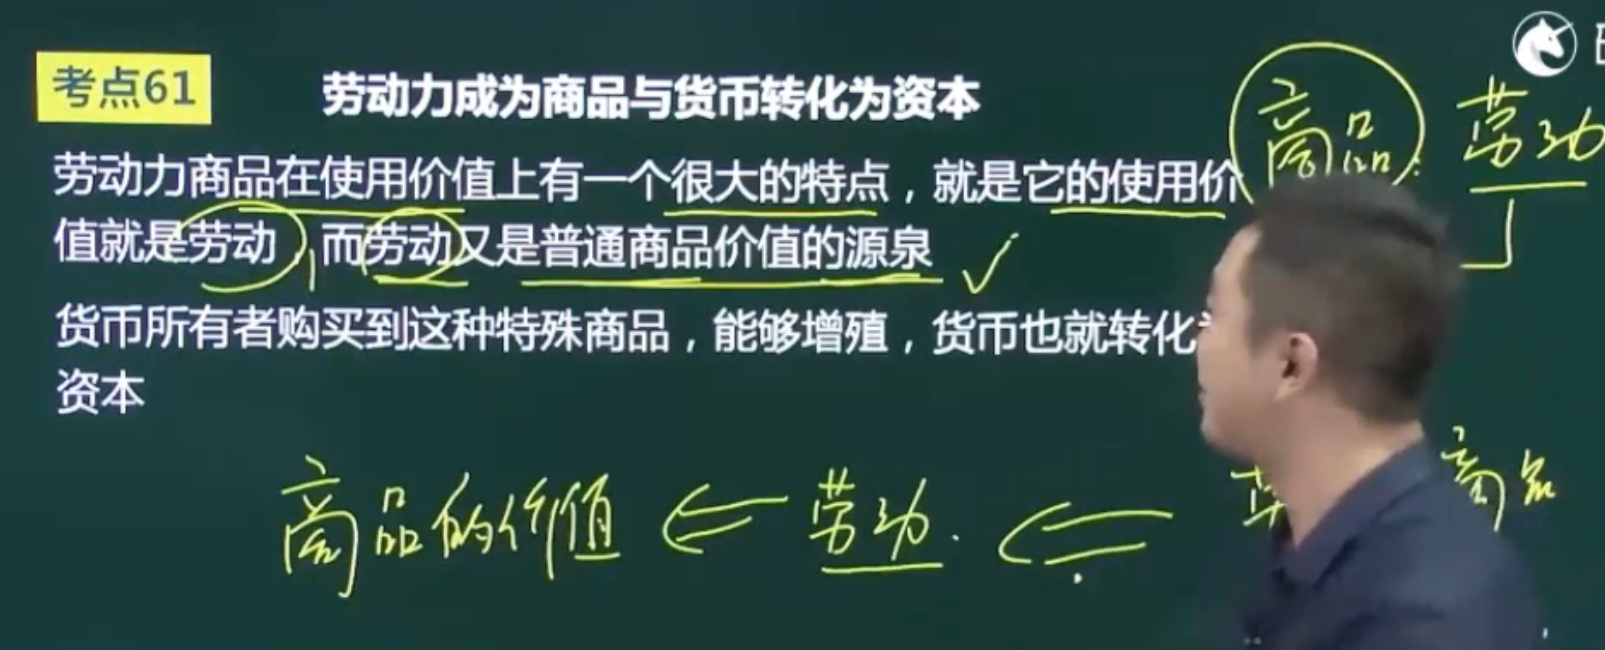 考点61
劳动力成为商品与货币转化为资本
劳动力商品在使用价值上有一个很大的特点，就是它的使用价
值就是劳动，而劳动又是普通商品价值的源泉
货币所有者购买到这种特殊商品，能够增殖，货币也就转化
资本
商品
劳动
商品的价值
劳动
商品